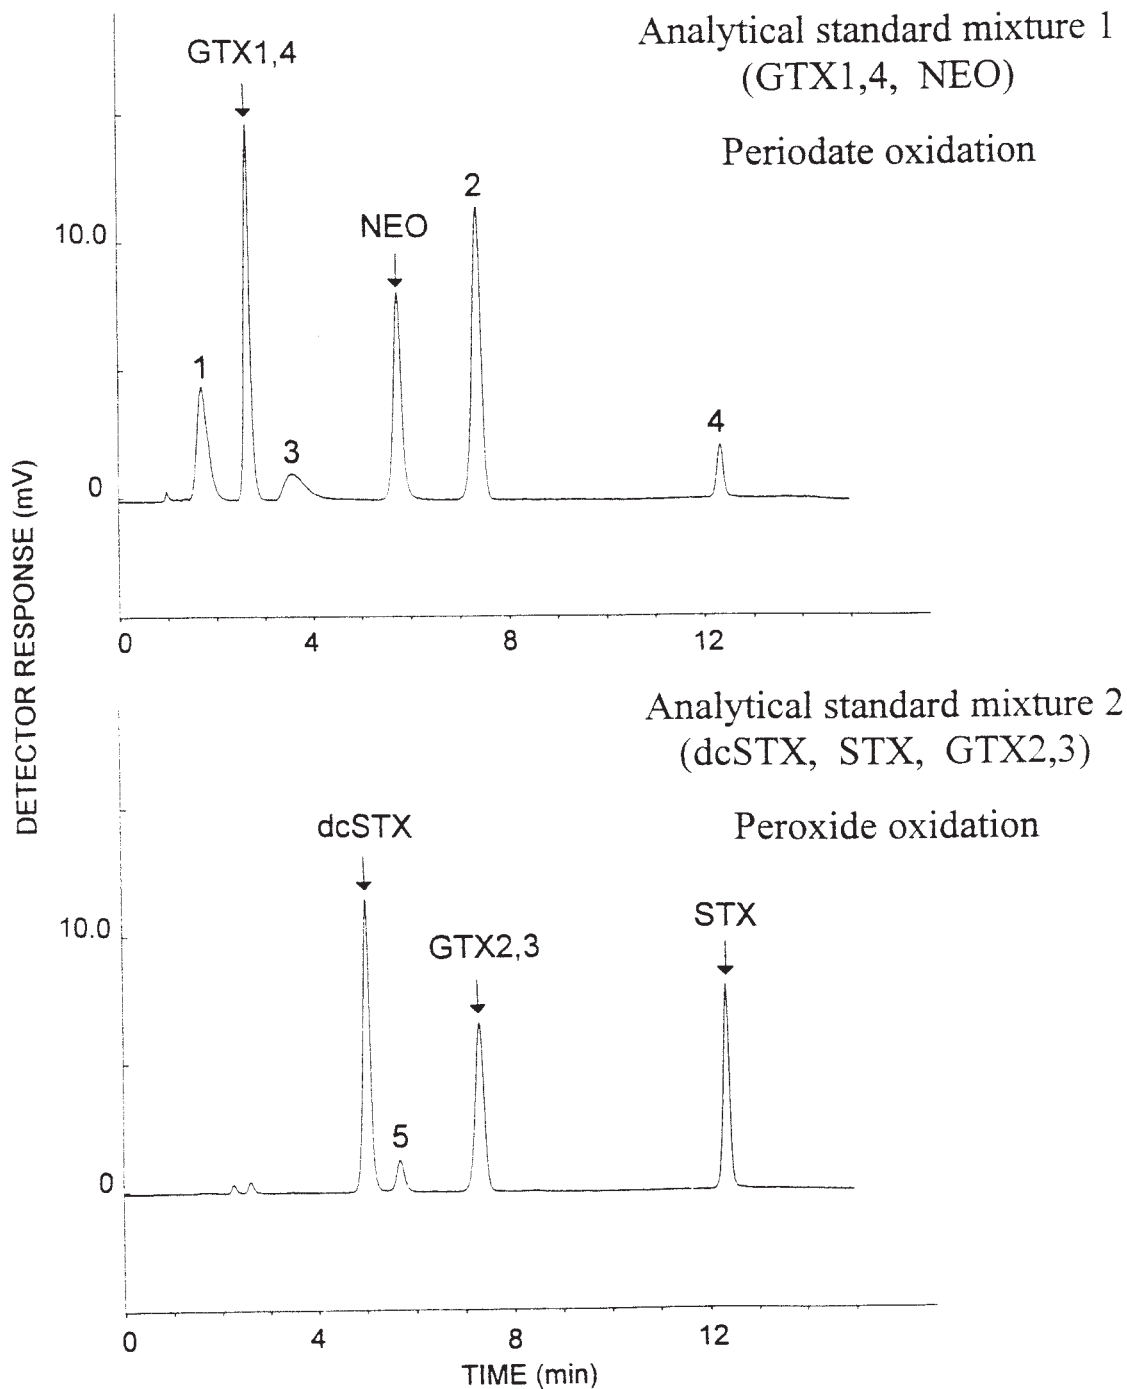 Analytical standard mixture 1
(GTX1,4, NEO)
Periodate oxidation
GTX1,4
2
NEO
10.0
1
3
4
0
0 4 8 12
DETECTOR RESPONSE (mV)
Analytical standard mixture 2
(dcSTX, STX, GTX2,3)
Peroxide oxidation
dcSTX
STX
10.0
GTX2,3
5
0
0 4 8 12
TIME (min)